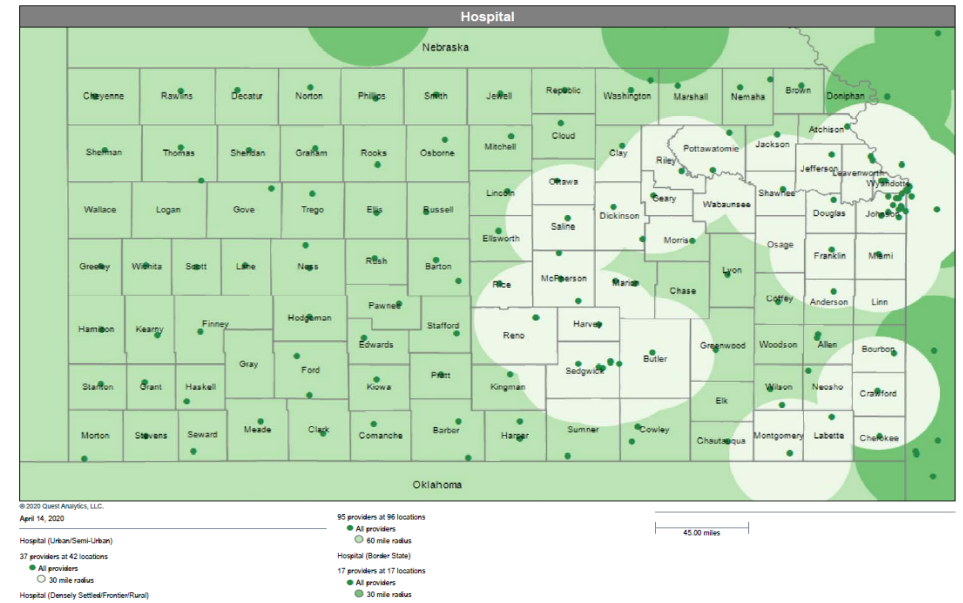 Hospital
Nebraska
Cheyenne Rawlins Decatur Norton Phillips Smith Jewell Republic Washington Marshall Nemaha Brown Doniphan
Cloud Atchison
Sherman Thomas Sheridan Graham Rooks Osborne Mitchell Clay Riley Pottawatomie Jackson
Jefferson Leavenworth
Wallace Logan Gove Trego Ellis Russell Lincoln Ottawa Geary Wabaunsee Shawnee Wyandotte
Saline Dickinson Douglas Johnson
Ellsworth Morris Osage
Greeley Wichita Scott Lane Ness Rush Barton Rice McPherson Marion Chase Lyon Franklin Miami
Pawnee Coffey Anderson Linn
Hamilton Kearny Finney Hodgeman Stafford Reno Harvey
Edwards Greenwood Woodson Allen Bourbon
Gray Ford Sedgwick Butler
Stanton Grant Haskell Kiowa Pratt Kingman Elk Wilson Neosho Crawford
Morton Stevens Seward Meade Clark Comanche Barber Harper Sumner Cowley Chautauqua Montgomery Labette Cherokee
Oklahoma
© 2020 Quest Analytics, LLC.
April 14, 2020
Hospital (Urban/Semi-Urban)
37 providers at 42 locations
All providers
30 mile radius
Hospital (Densely Settled/Frontier/Rural)
95 providers at 96 locations
All providers
60 mile radius
Hospital (Border State)
17 providers at 17 locations
All providers
30 mile radius
45.00 miles